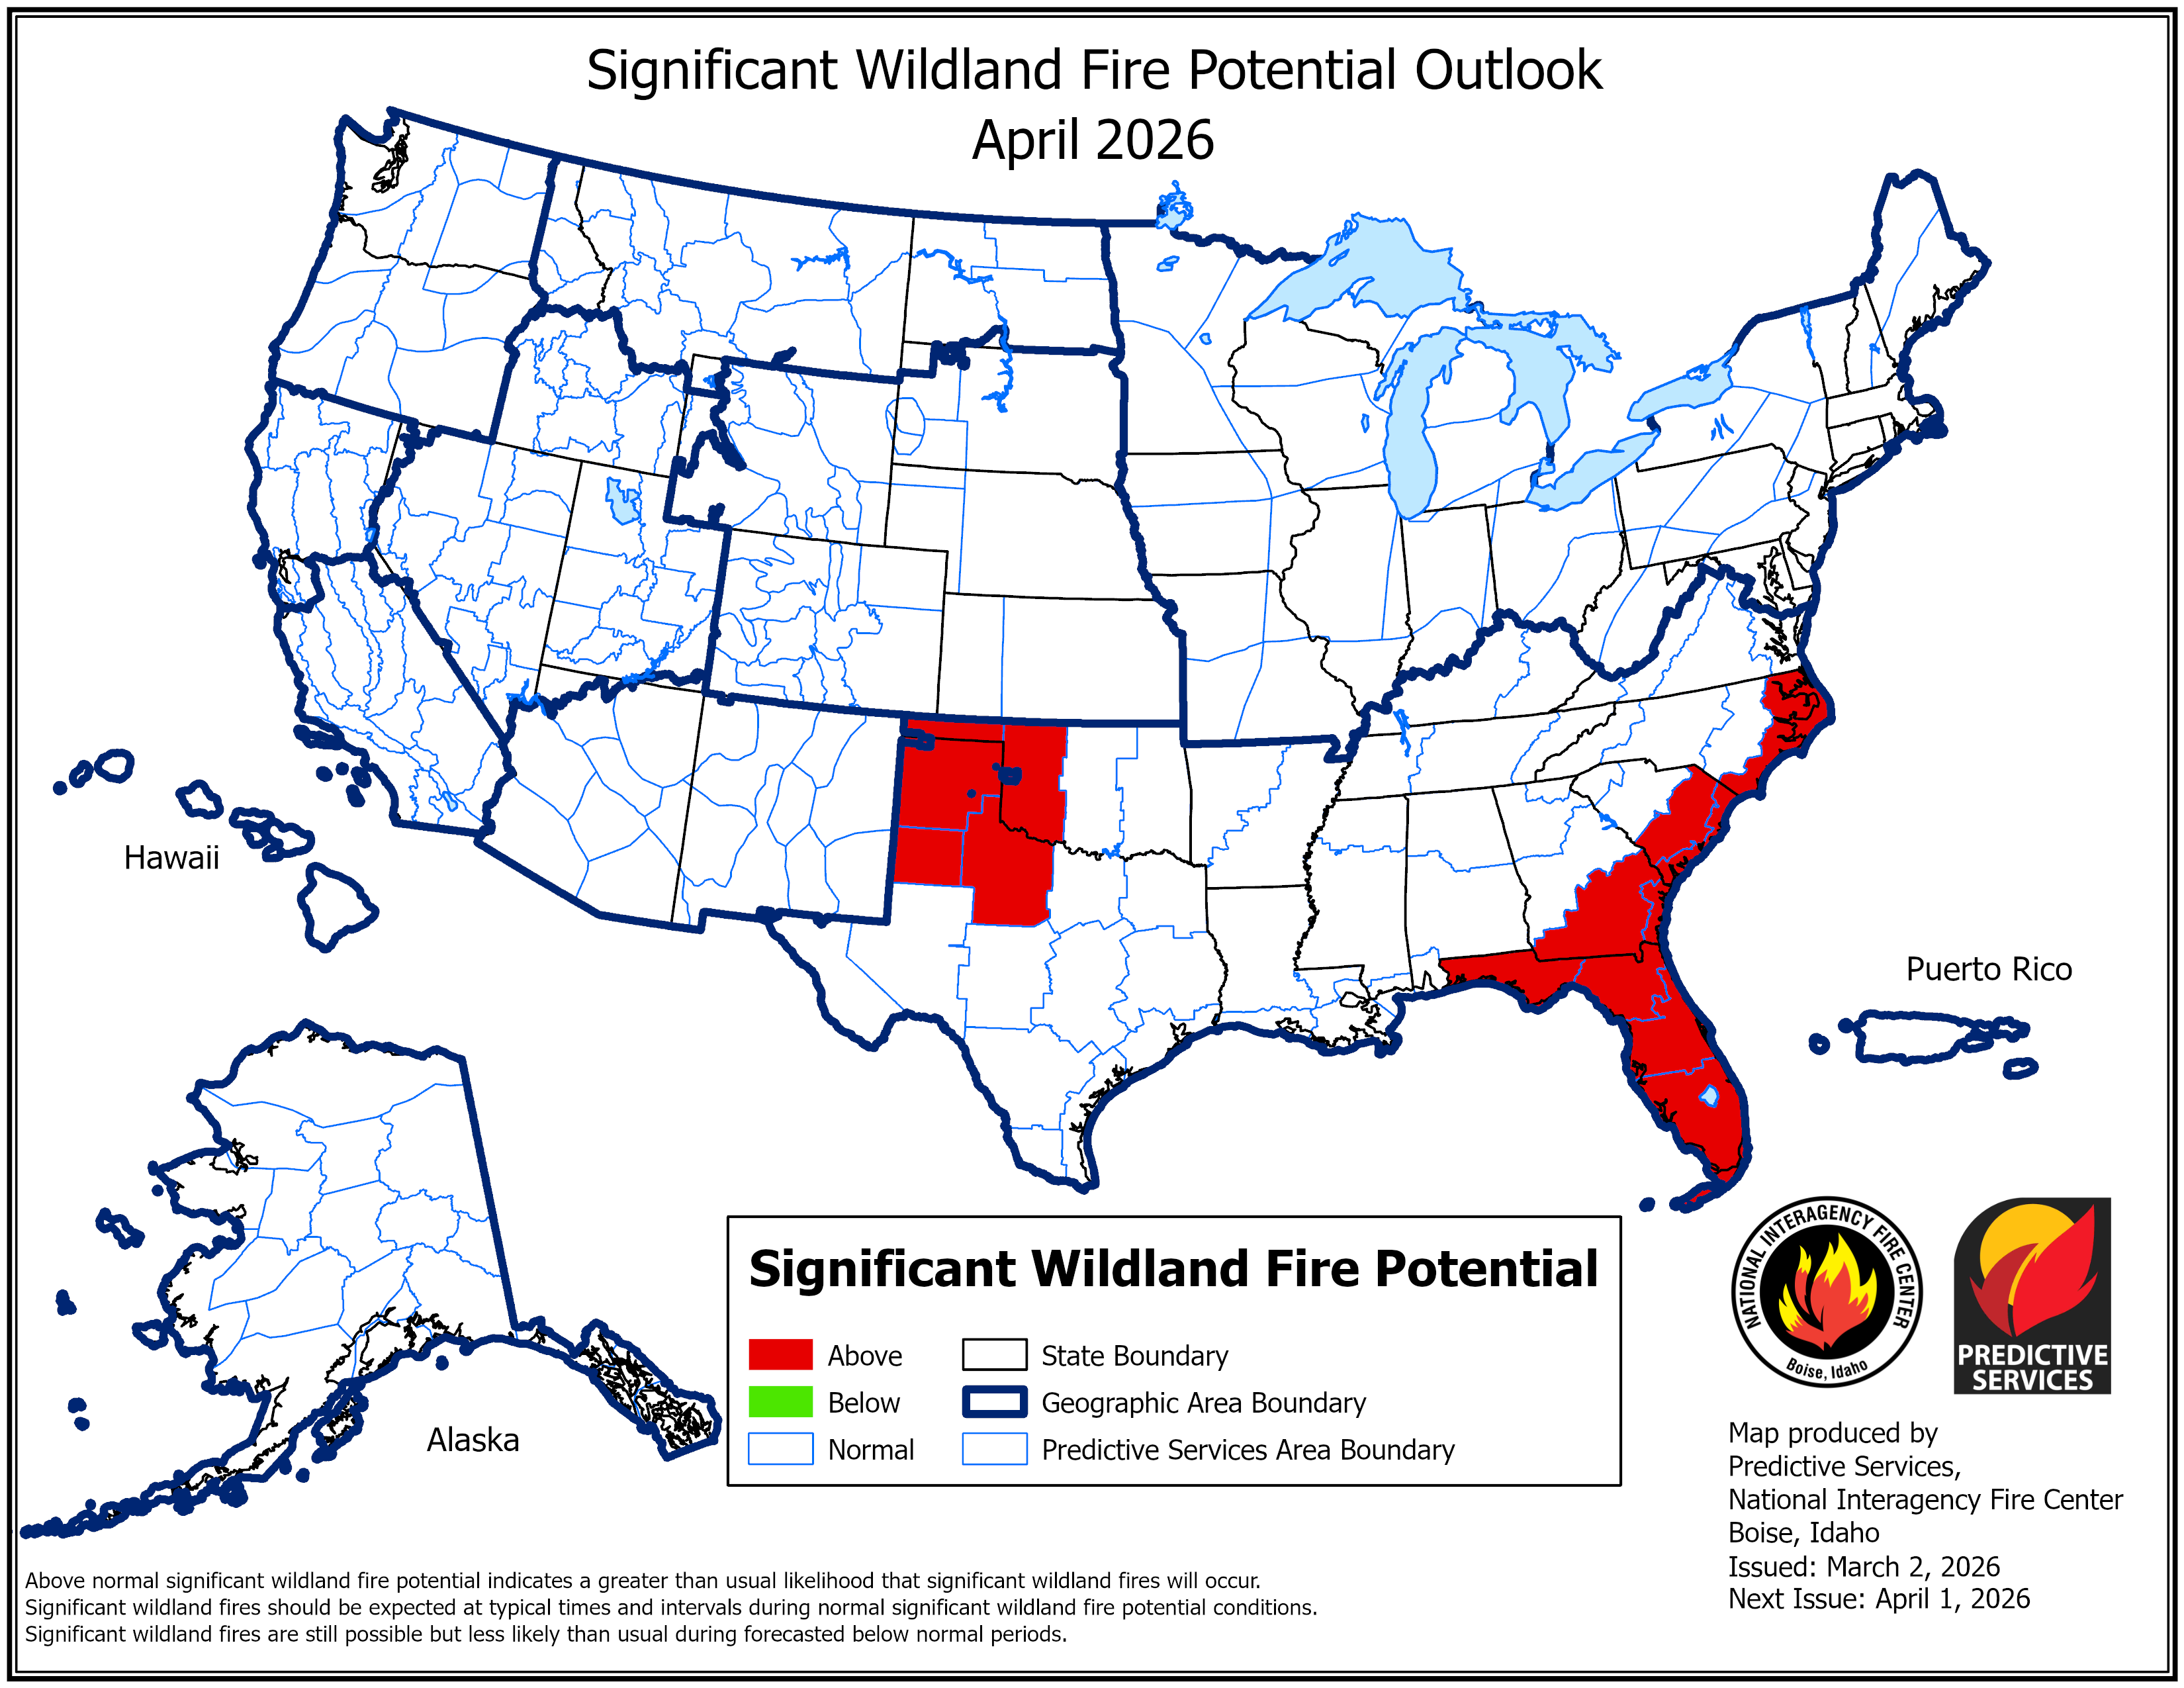 Significant Wildland Fire Potential Outlook
April 2026
Hawaii
Puerto Rico
Alaska
Significant Wildland Fire Potential
Above
State Boundary
Below
Geographic Area Boundary
Normal
Predictive Services Area Boundary
NATIONAL INTERAGENCY FIRE CENTER
Boise, Idaho
PREDICTIVE
SERVICES
Map produced by
Predictive Services,
National Interagency Fire Center
Boise, Idaho
Issued: March 2, 2026
Next Issue: April 1, 2026
Above normal significant wildland fire potential indicates a greater than usual likelihood that significant wildland fires will occur.
Significant wildland fires should be expected at typical times and intervals during normal significant wildland fire potential conditions.
Significant wildland fires are still possible but less likely than usual during forecasted below normal periods.